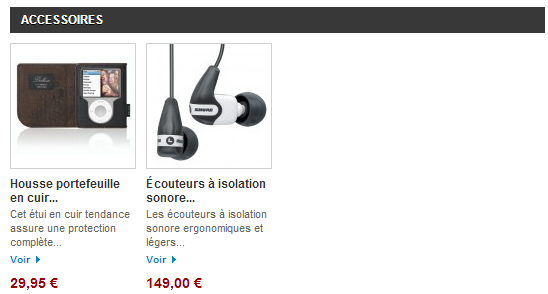 ACCESSOIRES
SHURE
Housse portefeuille
en cuir...
Cet étui en cuir tendance
assure une protection
complète...
Voir
29,95 €
Écouteurs à isolation
sonore...
Les écouteurs à isolation
sonore ergonomiques et
légers...
Voir
149,00 €